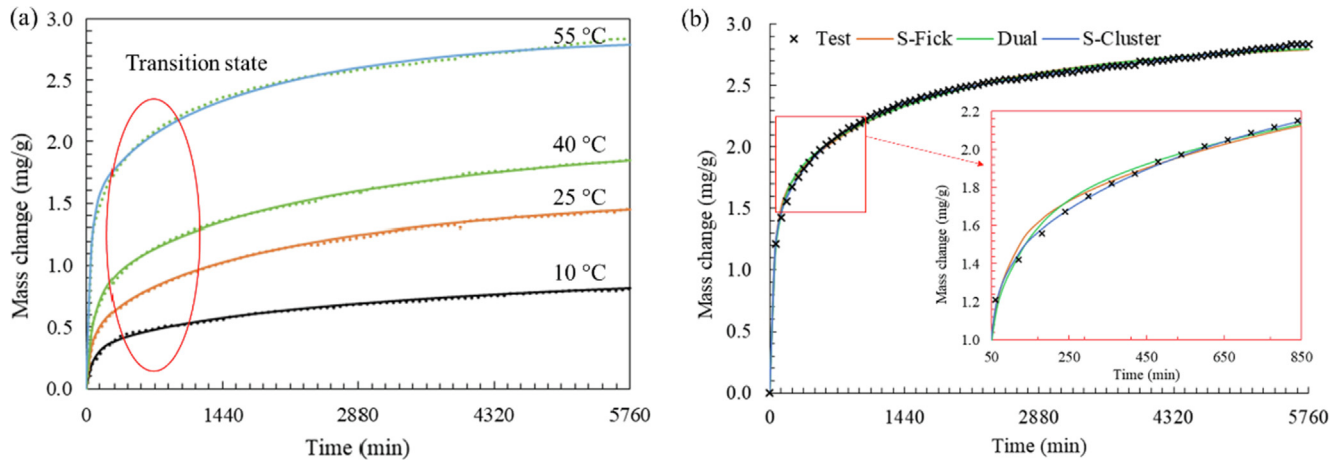 (a)
3.0
2.5
2.0
1.5
1.0
0.5
0.0
Mass change (mg/g)
55 °C
Transition state
40 °C
25 °C
10 °C
0
1440
2880
4320
5760
Time (min)
(b)
3.0
2.5
2.0
1.5
1.0
0.5
0.0
Mass change (mg/g)
Test
S-Fick
Dual
S-Cluster
2.2
2.0
1.8
1.6
1.4
1.2
1.0
Mass change (mg/g)
50
250
450
650
850
Time (min)
0
1440
2880
4320
5760
Time (min)